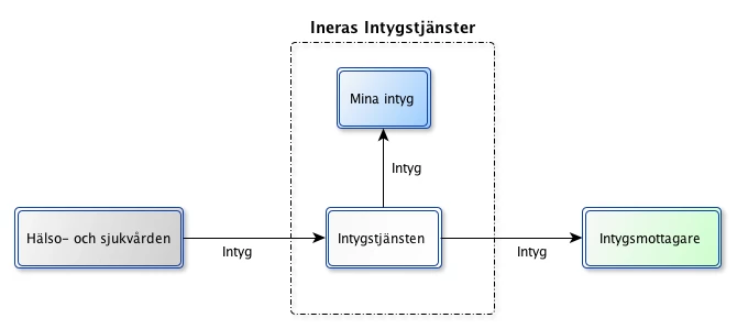 Ineras Intygstjänster
Mina intyg
Intyg
Hälso- och sjukvården
Intyg
Intygstjänsten
Intyg
Intygsmottagare